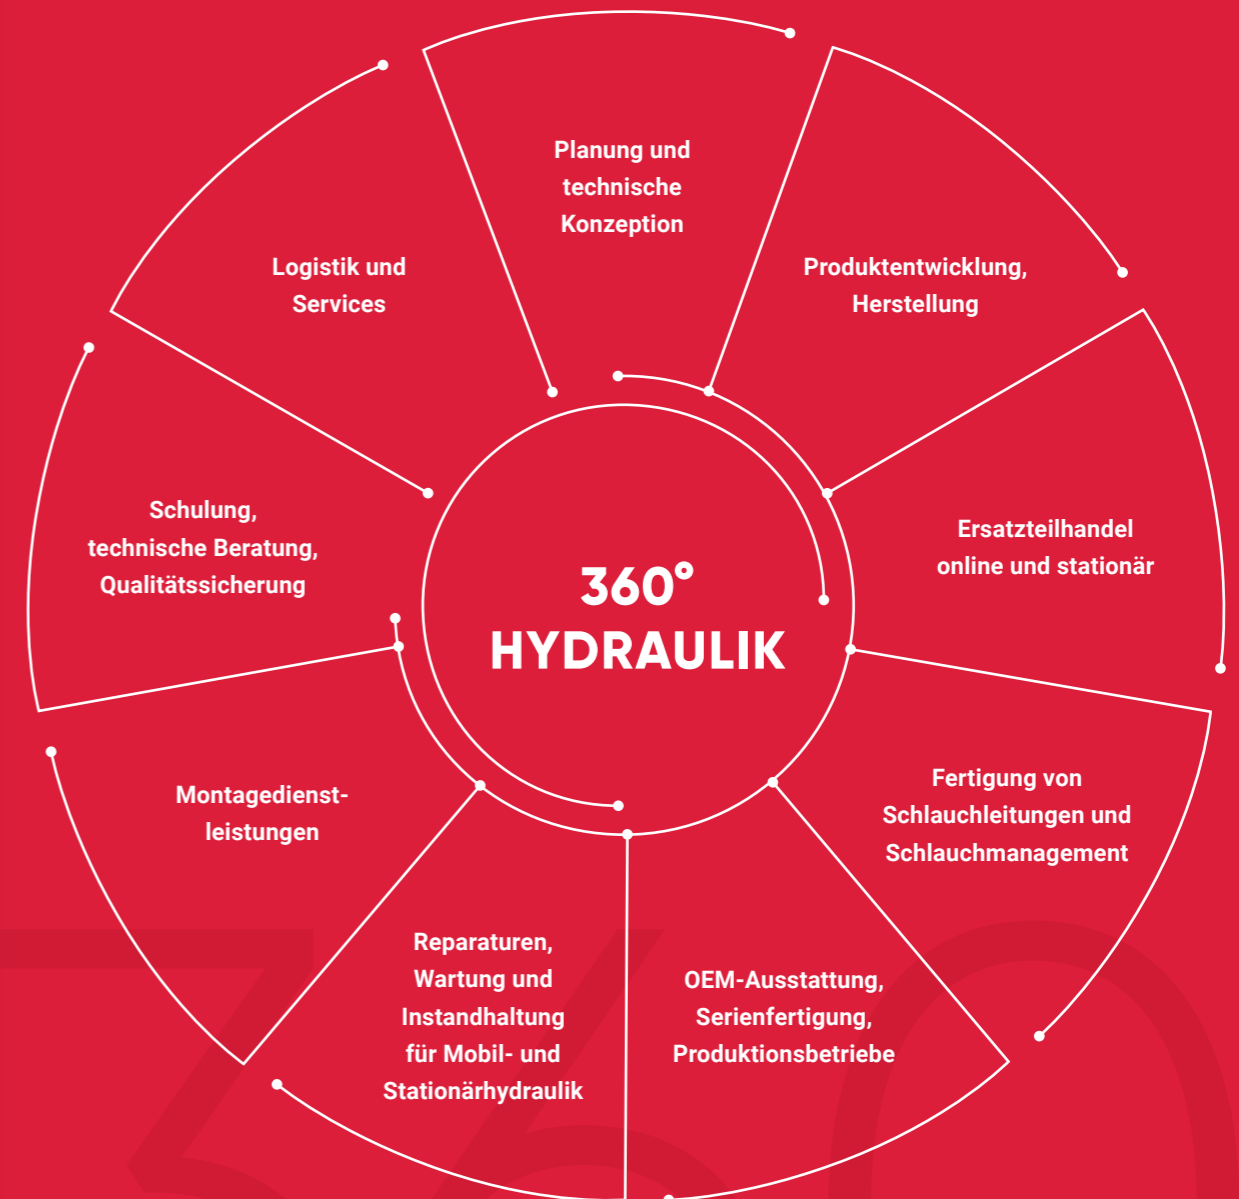 Planung und
technische
Konzeption
Produktentwicklung,
Herstellung
Ersatzteilhandel
online und stationär
Fertigung von
Schlauchleitungen und
Schlauchmanagement
OEM-Ausstattung,
Serienfertigung,
Produktionsbetriebe
Reparaturen,
Wartung und
Instandhaltung
für Mobil- und
Stationärhydraulik
Montagedienst-
leistungen
Schulung,
technische Beratung,
Qualitätssicherung
Logistik und
Services
360°
HYDRAULIK
360